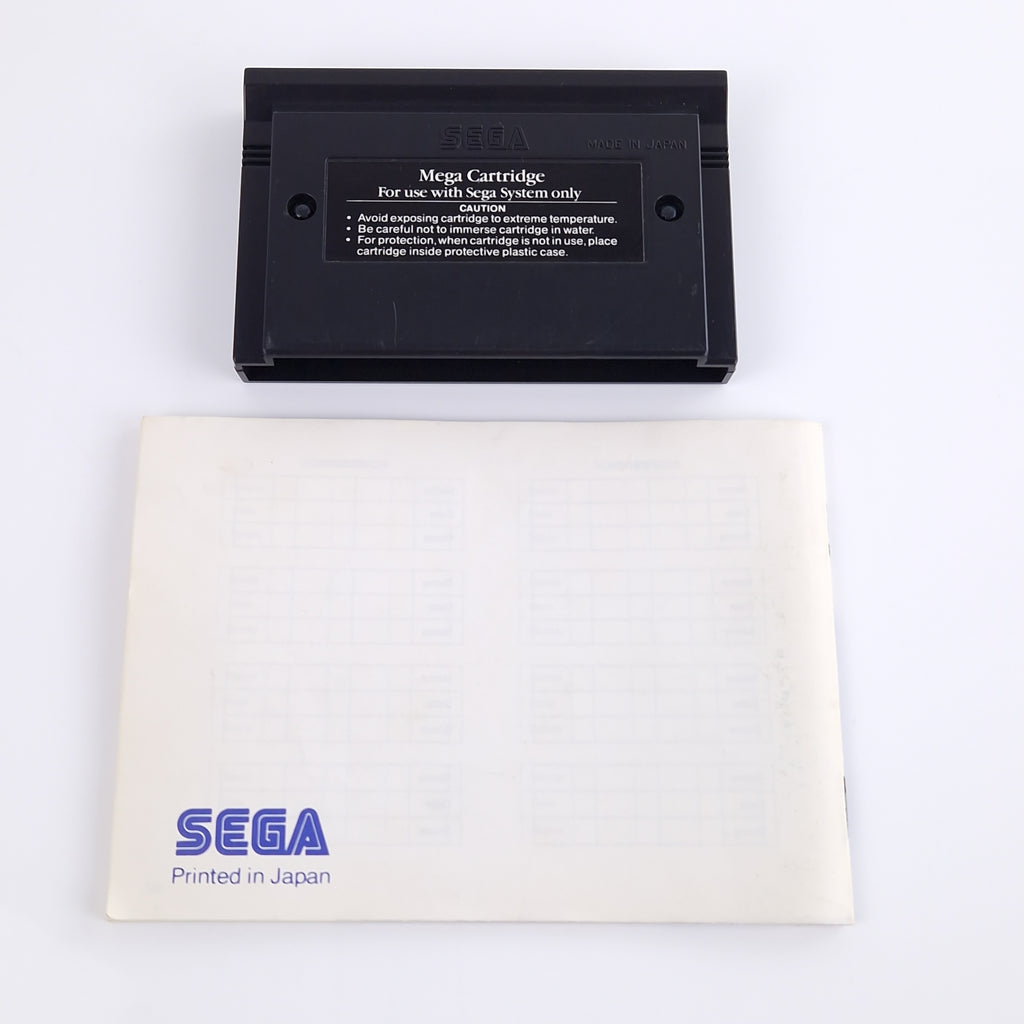 SEGA
MADE IN JAPAN
Mega Cartridge
For use with Sega System only
CAUTION
• Avoid exposing cartridge to extreme temperature.
• Be careful not to immerse cartridge in water.
• For protection, when cartridge is not in use, place
cartridge inside protective plastic case.
SEGA
Printed in Japan